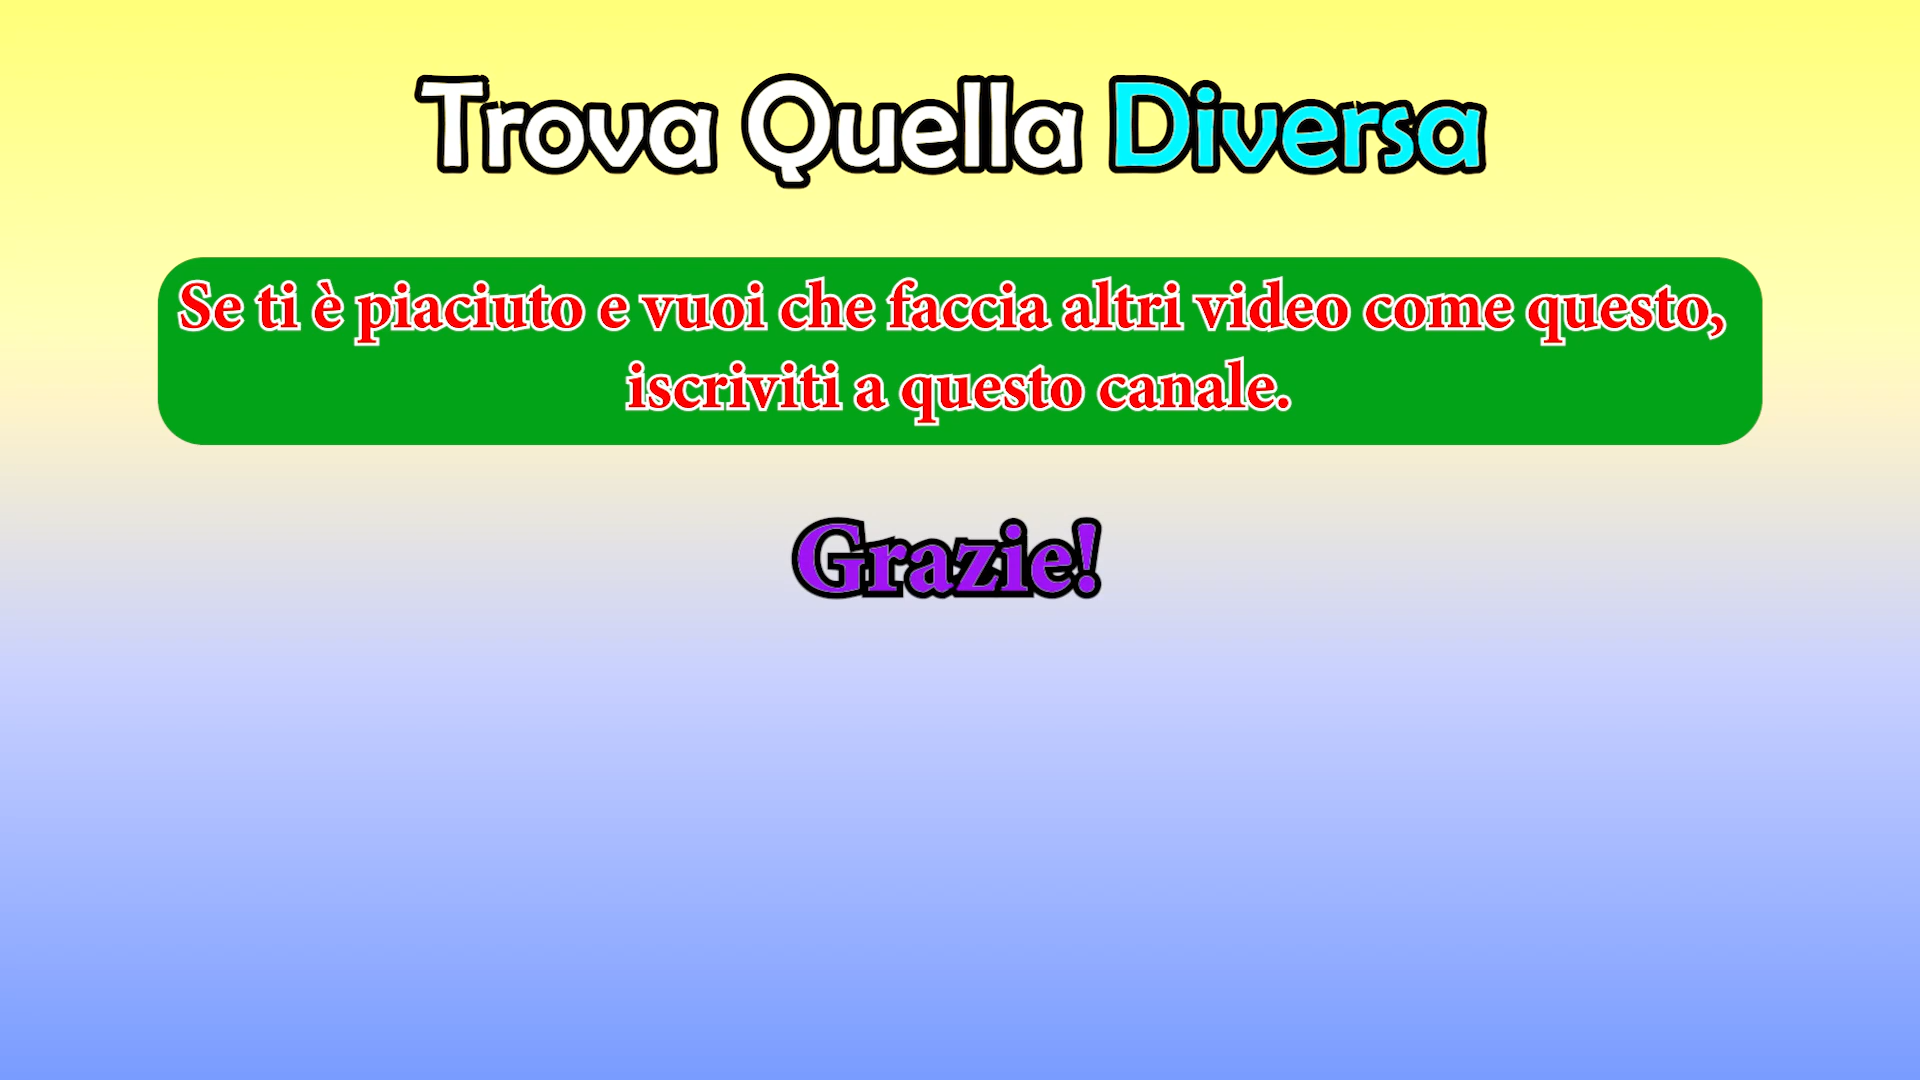 Trova Quella Diversa
Se ti è piaciuto e vuoi che faccia altri video come questo,
iscriviti a questo canale.
Grazie!